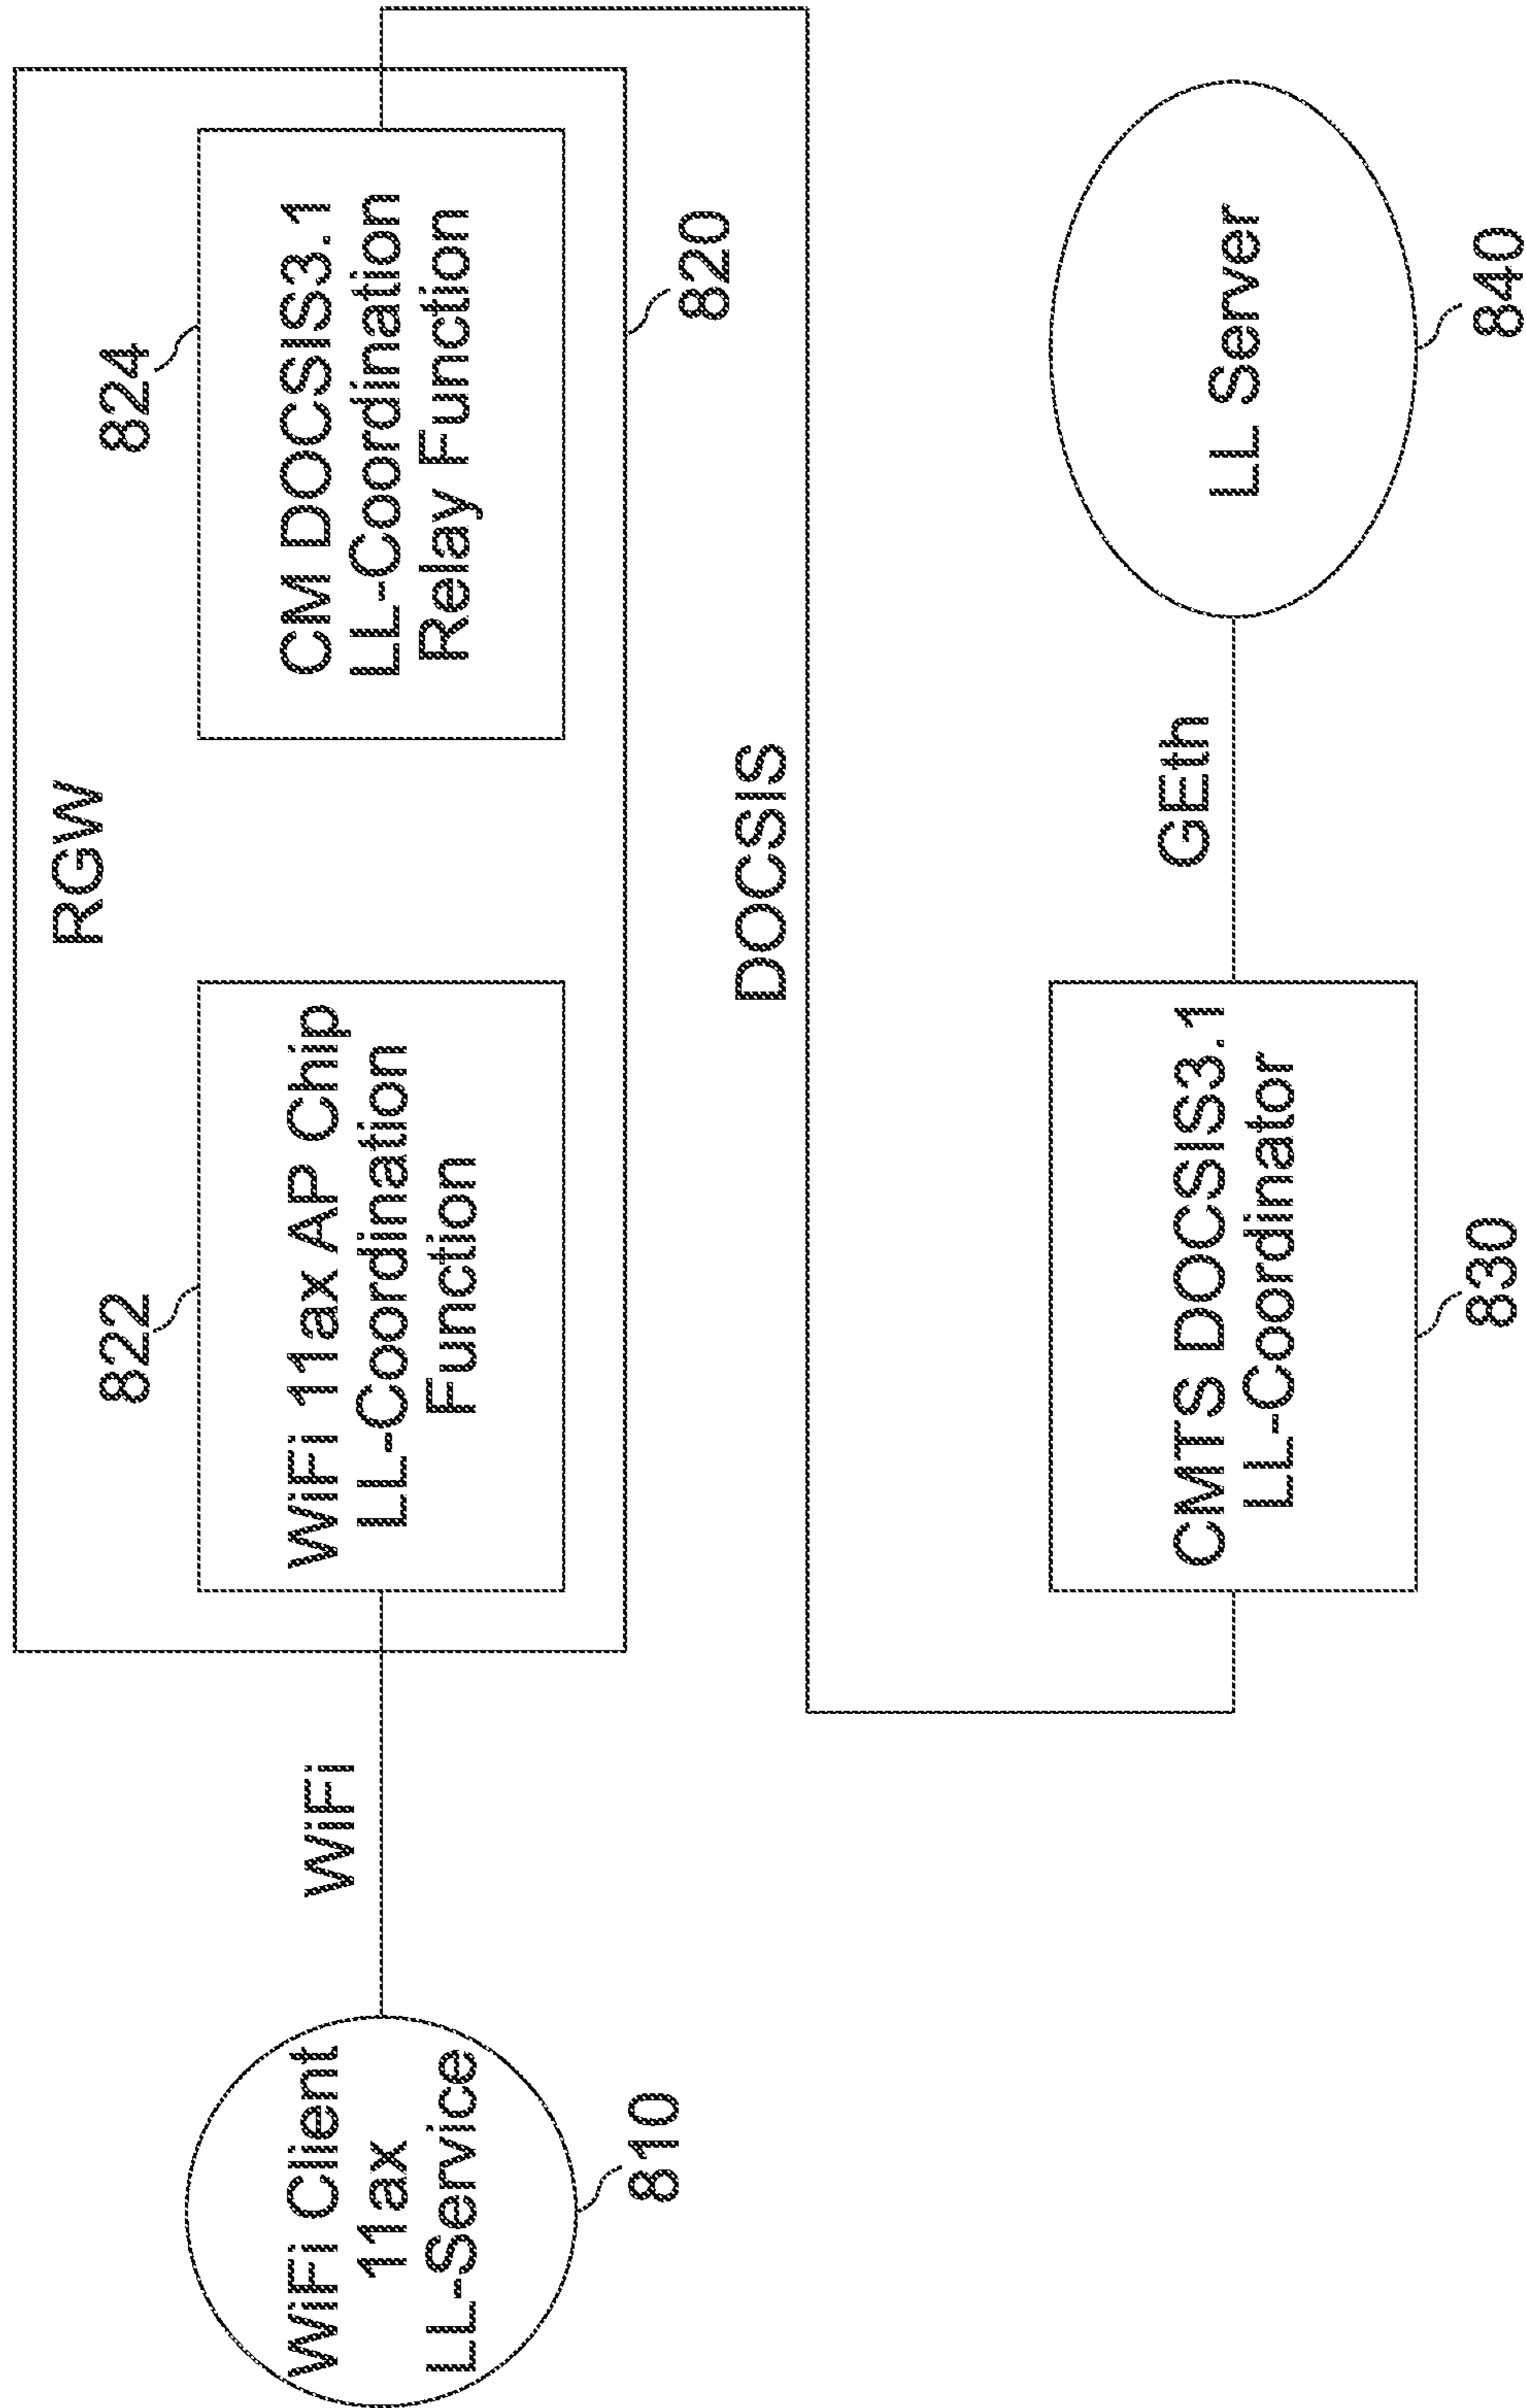 RGW
822
824
WiFi 11ax AP Chip
LL-Coordination
Function
CM DOCSIS3.1
LL-Coordination
Relay Function
WiFi
WiFi Client
11ax
LL-Service
810
820
DOCSIS
GEth
CMTS DOCSIS3.1
LL-Coordinator
LL Server
830
840